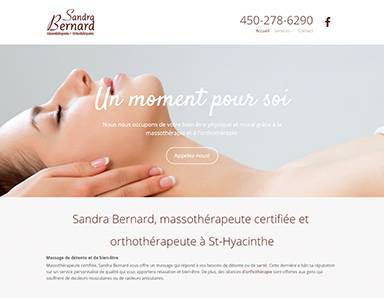 Sandra
Bernard
Massothérapeute • Orthothérapeute
450-278-6290
Accueil Services Contact
Un moment pour soi
Nous nous occupons de votre bien-être physique et moral grâce à la
massothérapie et à l'orthothérapie.
Appelez-nous!
Sandra Bernard, massothérapeute certifiée et
orthothérapeute à St-Hyacinthe
Massage de détente et de bien-être
Massothérapeute certifiée, Sandra Bernard vous offre un massage qui répond à vos besoins de détente ou de santé. Cette dernière a bâti sa réputation
sur un service personnalisé de qualité qui vous apportera relaxation et bien-être. De plus, des séances d'orthothérapie sont offertes aux gens qui
souffrent de douleurs musculaires ou de raideurs articulaires.